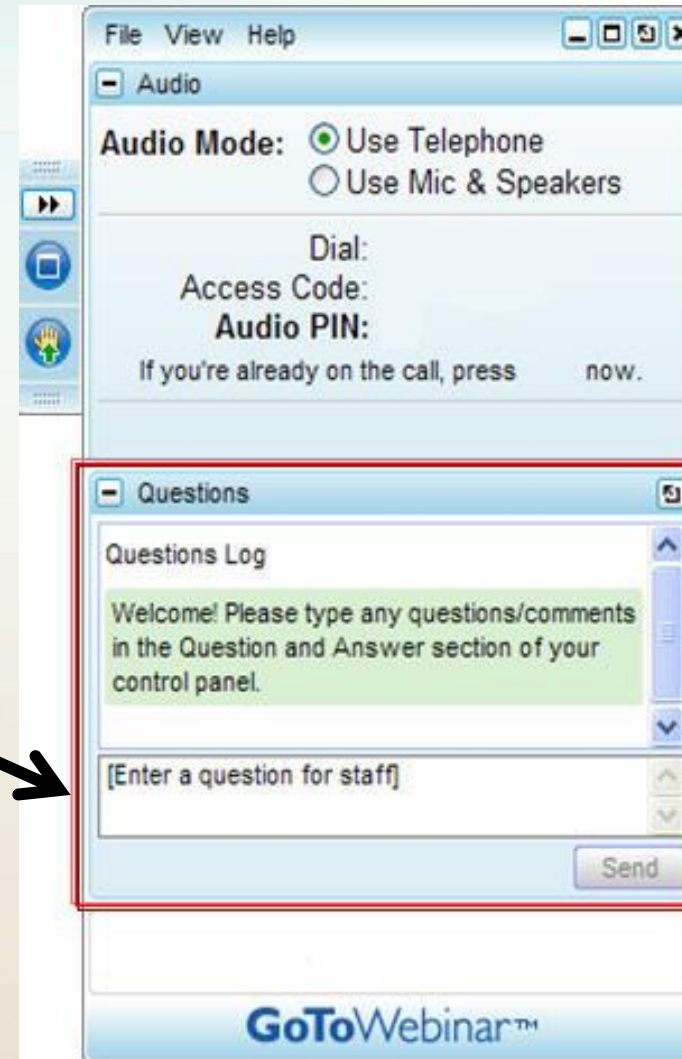 File View Help
Audio
Audio Mode: Use Telephone
Use Mic & Speakers
Dial:
Access Code:
Audio PIN:
If you're already on the call, press now.
Questions
Questions Log
Welcome! Please type any questions/comments
in the Question and Answer section of your
control panel.
[Enter a question for staff]
Send
GoToWebinar™